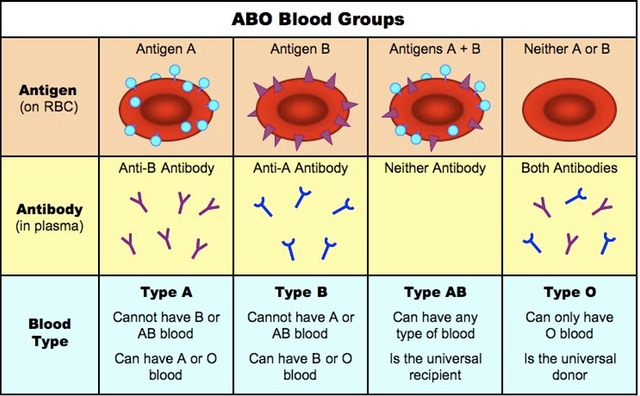 ABO Blood Groups
Antigen
(on RBC)
Antigen A
Antigen B
Antigens A + B
Neither A or B
Antibody
(in plasma)
Anti-B Antibody
Anti-A Antibody
Neither Antibody
Both Antibodies
Blood
Type
Type A
Cannot have B or
AB blood
Can have A or O
blood
Type B
Cannot have A or
AB blood
Can have B or O
blood
Type AB
Can have any
type of blood
Is the universal
recipient
Type O
Can only have
O blood
Is the universal
donor